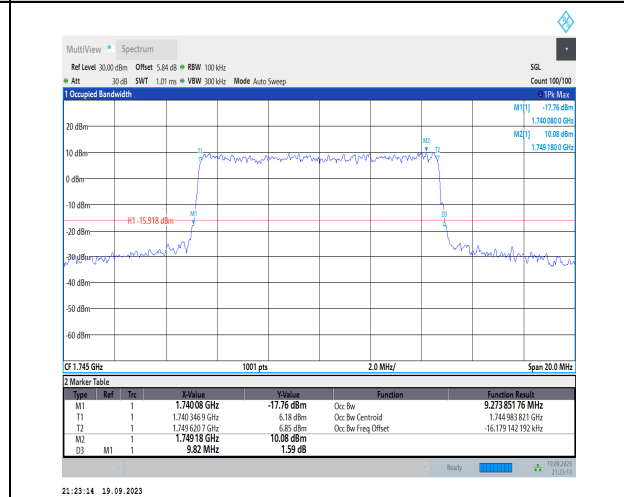 MultiView Spectrum
Ref Level 30.00 dBm Offset 5.84 dB RBW 100 kHz SGL
Att 30 dB SWT 1.01 ms VBW 300 kHz Mode Auto Sweep Count 100/100
1 Occupied Bandwidth 1Pk Max
M1[1] -17.76 dBm
1.740 080 0 GHz
M2[1] 10.08 dBm
1.749 180 0 GHz
20 dBm
M2
10 dBm T1 T2
0 dBm
-10 dBm
M1 D3
H1 -15.918 dBm
-20 dBm
-30 dBm
-40 dBm
-50 dBm
-60 dBm
CF 1.745 GHz 1001 pts 2.0 MHz/ Span 20.0 MHz
2 Marker Table
Type Ref Trc X-Value Y-Value Function Function Result
M1 1 1.740 08 GHz -17.76 dBm Occ Bw 9.273 851 76 MHz
T1 1 1.740 346 9 GHz 6.18 dBm Occ Bw Centroid 1.744 983 821 GHz
T2 1 1.749 620 7 GHz 6.85 dBm Occ Bw Freq Offset -16.179 142 192 kHz
M2 1 1.749 18 GHz 10.08 dBm
D3 M1 1 9.82 MHz 1.59 dB
Ready 19.09.2023
21:23:13
21:23:14 19.09.2023